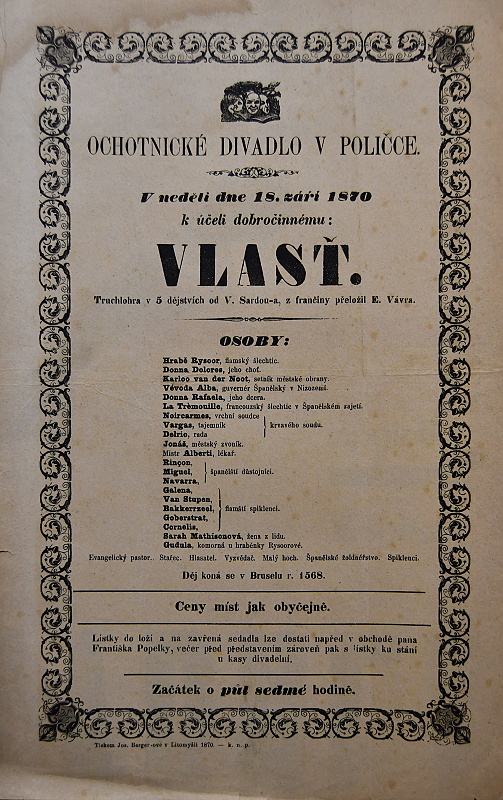 OCHOTNICKÉ DIVADLO V POLIČCE.
V neděli dne 18. září 1870
k účeli dobročinnému:
VLASŤ.
Truchlohra v 5 dějstvích od V. Sardou-a, z frančiny přeložil E. Vávra.
OSOBY:
Hrabě Rysoor, flamský šlechtic.
Donna Dolores, jeho choť.
Karloo van der Noot, setník městské obrany.
Vévoda Alba, guvernér Španělský v Nizozemí.
Donna Rafaela, jeho dcera.
La Trèmouille, francouzský šlechtic v Španělském zajetí.
Noircarmes, vrchní soudce
Vargas, tajemník
krvavého soudu.
Delrio, rada
Jonáš, městský zvoník.
Mistr Alberti, lékař.
Rinçon,
Miguel,
španělští důstojníci.
Navarra,
Galena,
Van Stupen,
Bakkerrzeel,
flamští spiklenci.
Goberstrat,
Cornelis,
Sarah Mathisonová, žena z lidu.
Gudula, komorná u hraběnky Rysoorové.
Evangelický pastor. Stařec. Hlasatel. Vyzvědač. Malý hoch. Španělské žoldnéřstvo. Spiklenci.
Děj koná se v Bruselu r. 1568.
Ceny míst jak obyčejně.
Lístky do loží a na zavřená sedadla lze dostati napřed v obchodě pana
Františka Popelky, večer před představením zároveň pak s lístky ku stání
u kasy divadelní.
Začátek o půl sedmé hodině.
Tiskem Jos. Berger-ové v Litomyšli 1870. — k. n. p.